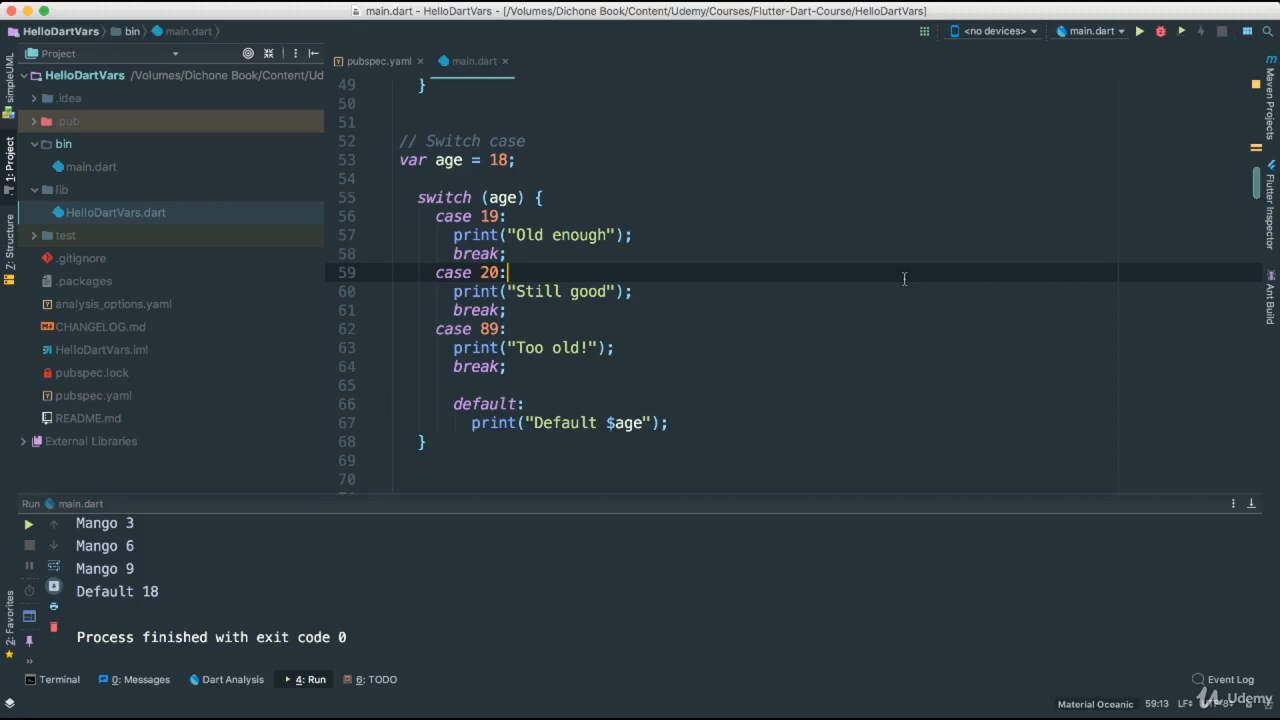 main.dart - HelloDartVars - [/Volumes/Dichone Book/Content/Udemy/Courses/Flutter-Dart-Course/HelloDartVars]
HelloDartVars bin main.dart
<no devices> main.dart
Project
pubspec.yaml × main.dart ×
simpleUML
1: Project
Z: Structure
2: Favorites
HelloDartVars /Volumes/Dichone Book/Content/Ud
.idea
.pub
bin
main.dart
lib
HelloDartVars.dart
test
.gitignore
.packages
analysis_options.yaml
CHANGELOG.md
HelloDartVars.iml
pubspec.lock
pubspec.yaml
README.md
External Libraries
49 }
50
51
52 // Switch case
53 var age = 18;
54
55 switch (age) {
56 case 19:
57 print("Old enough");
58 break;
59 case 20:
60 print("Still good");
61 break;
62 case 89:
63 print("Too old!");
64 break;
65
66 default:
67 print("Default $age");
68 }
69
70
Maven Projects
Flutter Inspector
Ant Build
Run main.dart
Mango 3
Mango 6
Mango 9
Default 18
Process finished with exit code 0
Terminal 0: Messages Dart Analysis 4: Run 6: TODO Event Log
Material Oceanic 59:13 LF÷ UTF-8÷
Udemy